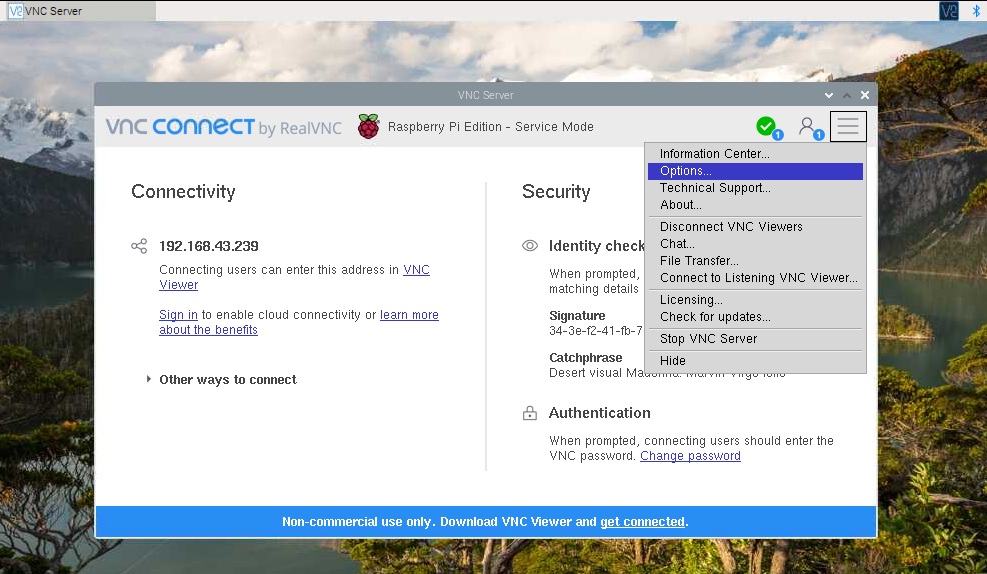 VNC Server
VNC Server
vnc connect by RealVNC
Raspberry Pi Edition - Service Mode
1
1
Information Center...
Options...
Technical Support...
About...
Disconnect VNC Viewers
Chat...
File Transfer...
Connect to Listening VNC Viewer...
Licensing...
Check for updates...
Stop VNC Server
Hide
Connectivity
192.168.43.239
Connecting users can enter this address in VNC
Viewer
Sign in to enable cloud connectivity or learn more
about the benefits
Other ways to connect
Security
Identity check
When prompted,
matching details
Signature
34-3e-f2-41-fb-7
Catchphrase
Desert visual Madonna. Marvin Virgo
Authentication
When prompted, connecting users should enter the
VNC password. Change password
Non-commercial use only. Download VNC Viewer and get connected.